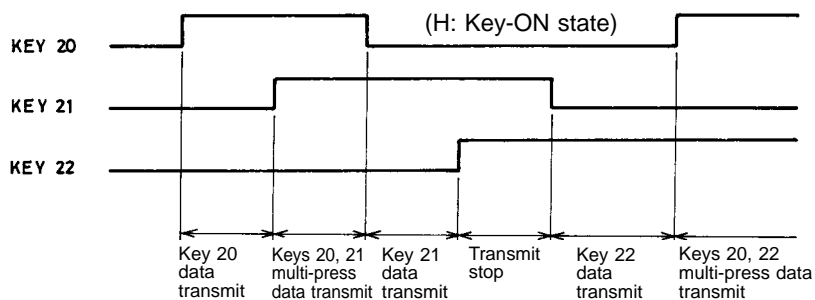 (H: Key-ON state)
KEY 20
KEY 21
KEY 22
Key 20
data
transmit
Keys 20, 21
multi-press
data transmit
Key 21
data
transmit
Transmit
stop
Key 22
data
transmit
Keys 20, 22
multi-press data
transmit